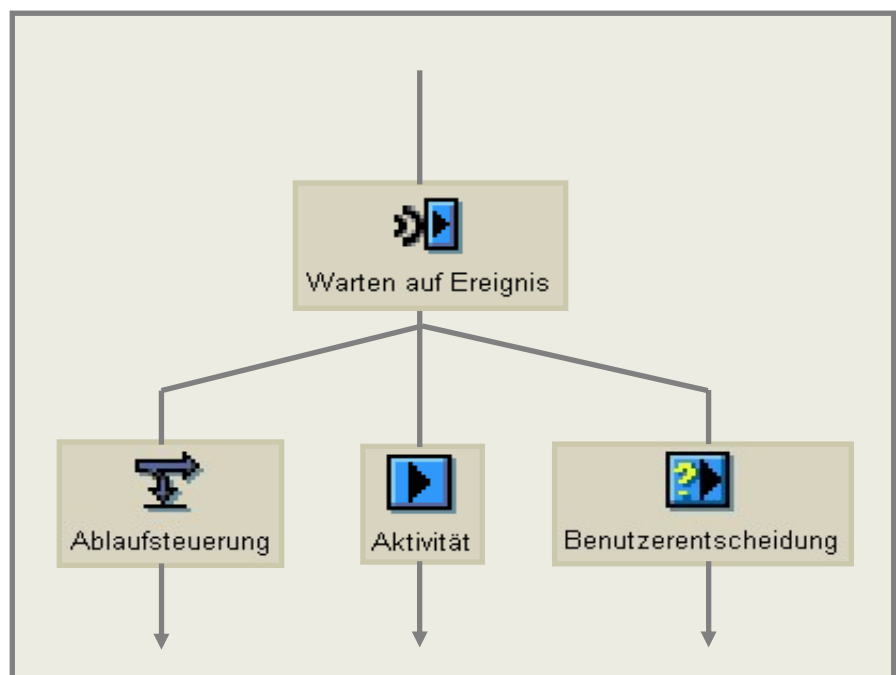 Warten auf Ereignis
Ablaufsteuerung
Aktivität
Benutzerentscheidung